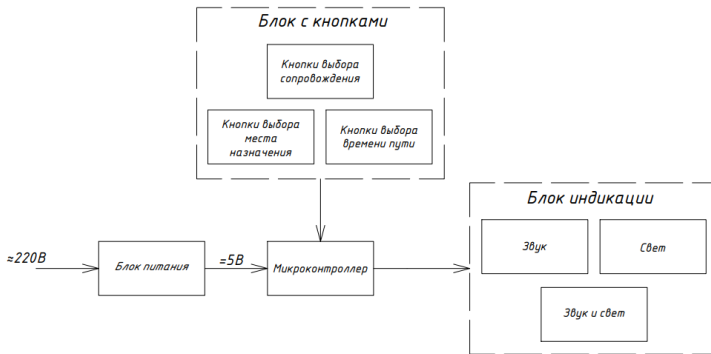 Блок с кнопками
Кнопки выбора
сопровождения
Кнопки выбора
места
назначения
Кнопки выбора
времени пути
Блок индикации
Звук
Свет
Звук и свет
≈220В
Блок питания
=5В
Микроконтроллер